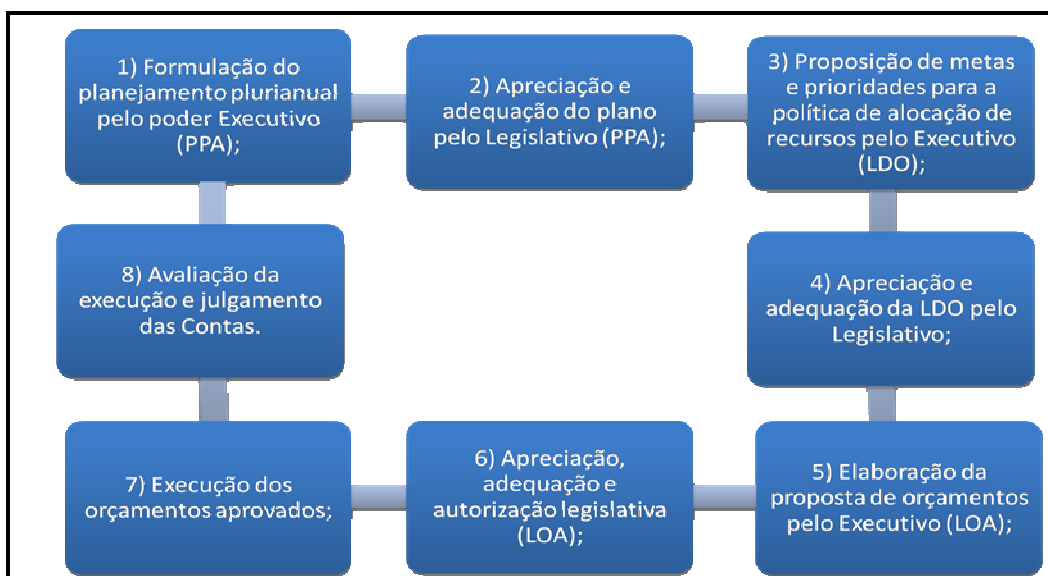 1) Formulação do
planejamento plurianual
pelo poder Executivo
(PPA);
2) Apreciação e
adequação do plano
pelo Legislativo (PPA);
3) Proposição de metas
e prioridades para a
política de alocação de
recursos pelo Executivo
(LDO);
4) Apreciação e
adequação da LDO pelo
Legislativo;
5) Elaboração da
proposta de orçamentos
pelo Executivo (LOA);
6) Apreciação,
adequação e
autorização legislativa
(LOA);
7) Execução dos
orçamentos aprovados;
8) Avaliação da
execução e julgamento
das Contas.